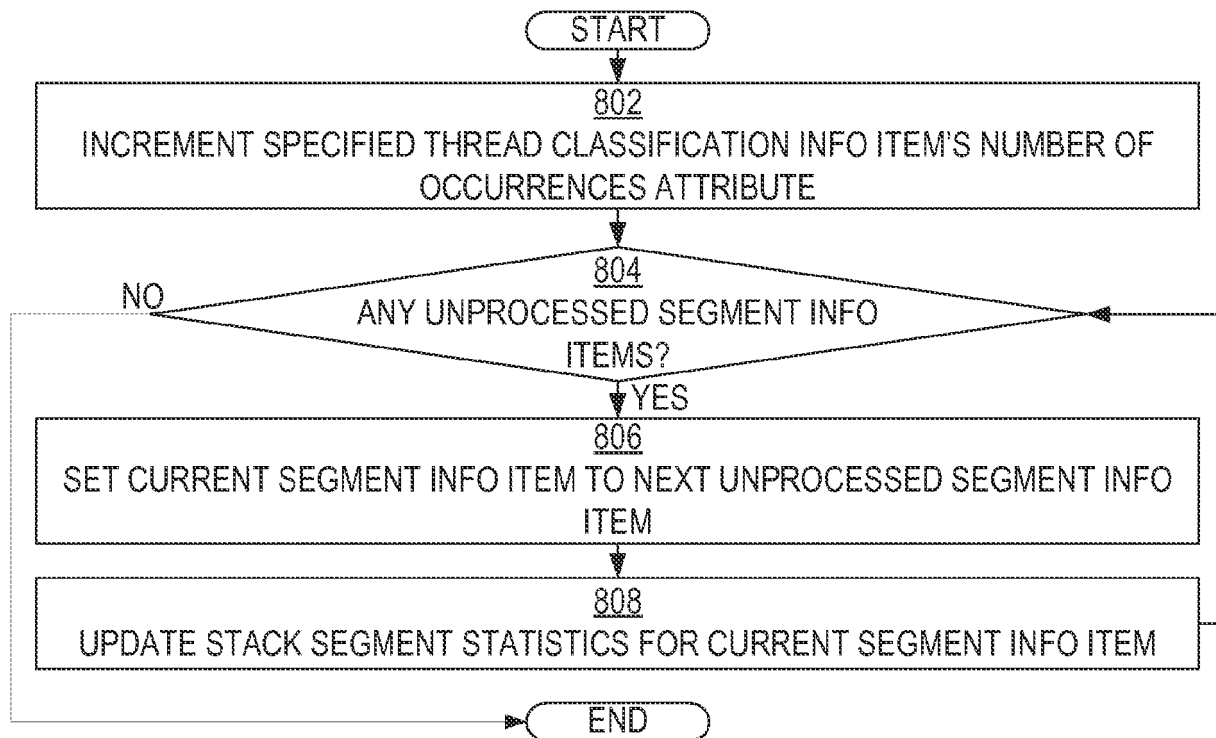 START
802
INCREMENT SPECIFIED THREAD CLASSIFICATION INFO ITEM'S NUMBER OF
OCCURRENCES ATTRIBUTE
804
NO
ANY UNPROCESSED SEGMENT INFO
ITEMS?
YES
806
SET CURRENT SEGMENT INFO ITEM TO NEXT UNPROCESSED SEGMENT INFO
ITEM
808
UPDATE STACK SEGMENT STATISTICS FOR CURRENT SEGMENT INFO ITEM
END